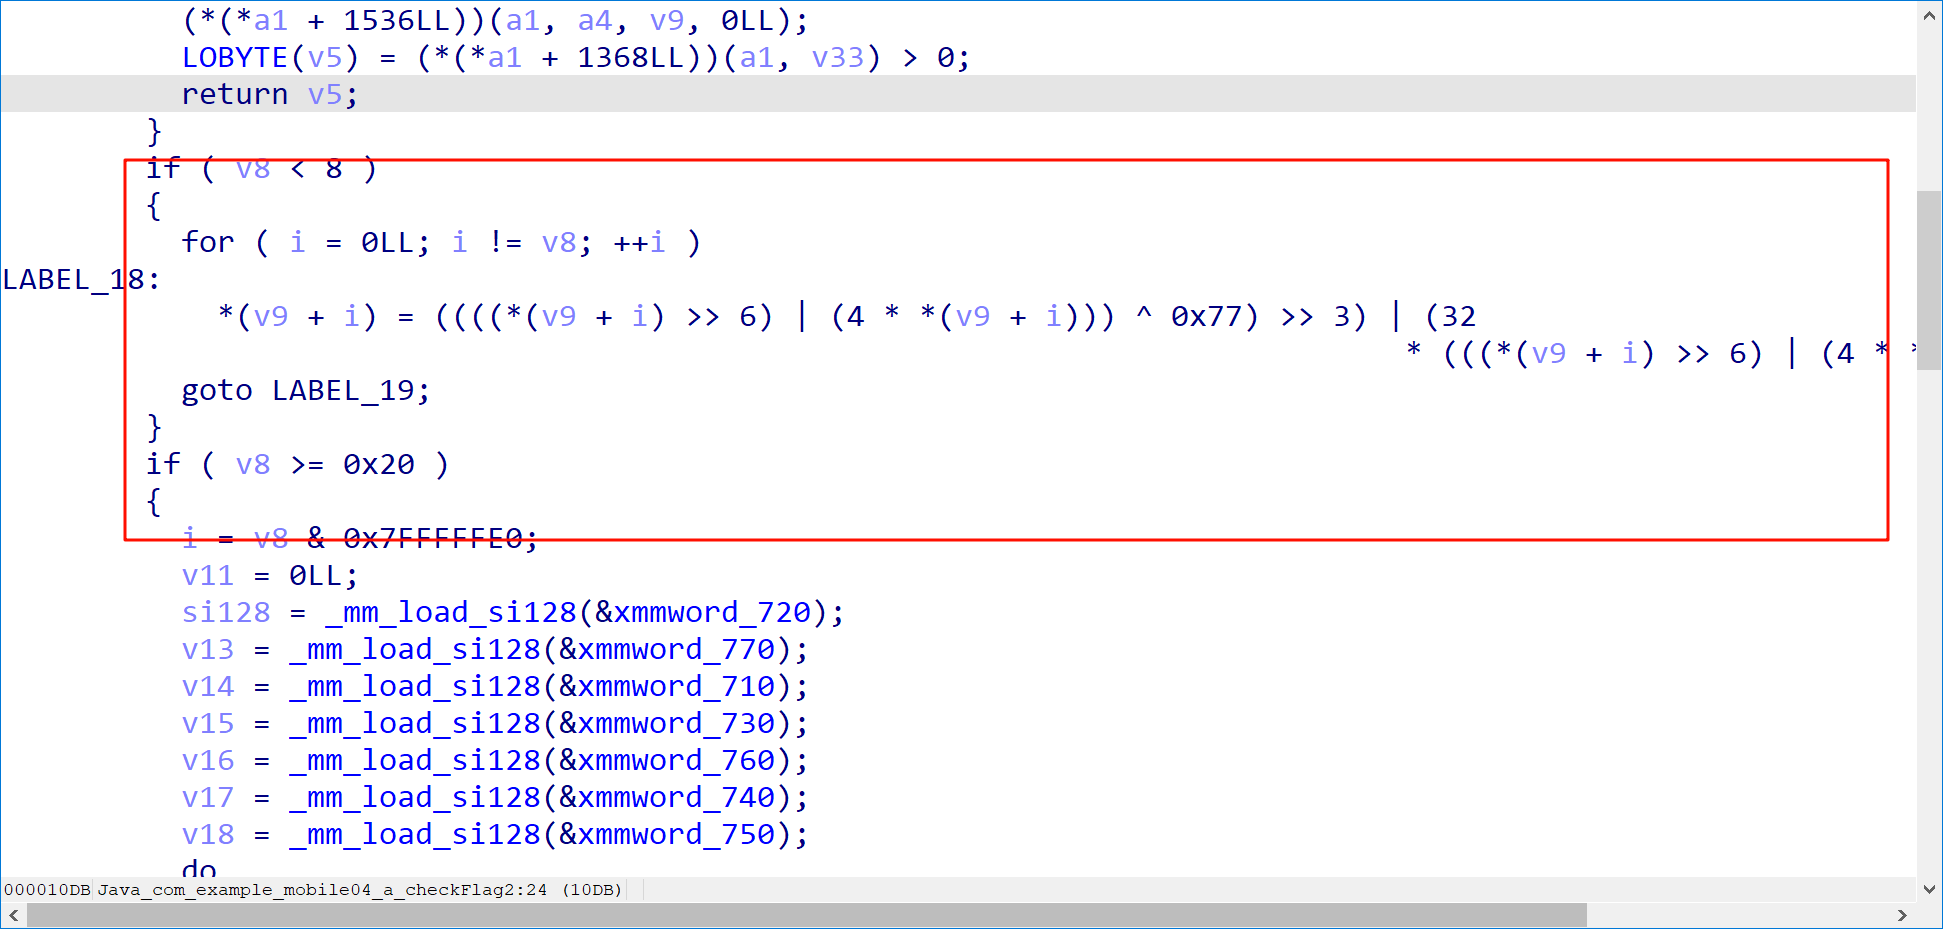 (*(*a1 + 1536LL))(a1, a4, v9, 0LL);
LOBYTE(v5) = (*(*a1 + 1368LL))(a1, v33) > 0;
return v5;
}
if ( v8 < 8 )
{
for ( i = 0LL; i != v8; ++i )
LABEL_18:
*(v9 + i) = ((((*(v9 + i) >> 6) | (4 * *(v9 + i))) ^ 0x77) >> 3) | (32
* (((*(v9 + i) >> 6) | (4 * *
goto LABEL_19;
}
if ( v8 >= 0x20 )
{
i = v8 & 0x7FFFFFE0;
v11 = 0LL;
si128 = _mm_load_si128(&xmmword_720);
v13 = _mm_load_si128(&xmmword_770);
v14 = _mm_load_si128(&xmmword_710);
v15 = _mm_load_si128(&xmmword_730);
v16 = _mm_load_si128(&xmmword_760);
v17 = _mm_load_si128(&xmmword_740);
v18 = _mm_load_si128(&xmmword_750);
do
000010DB Java_com_example_mobile04_a_checkFlag2:24 (10DB)